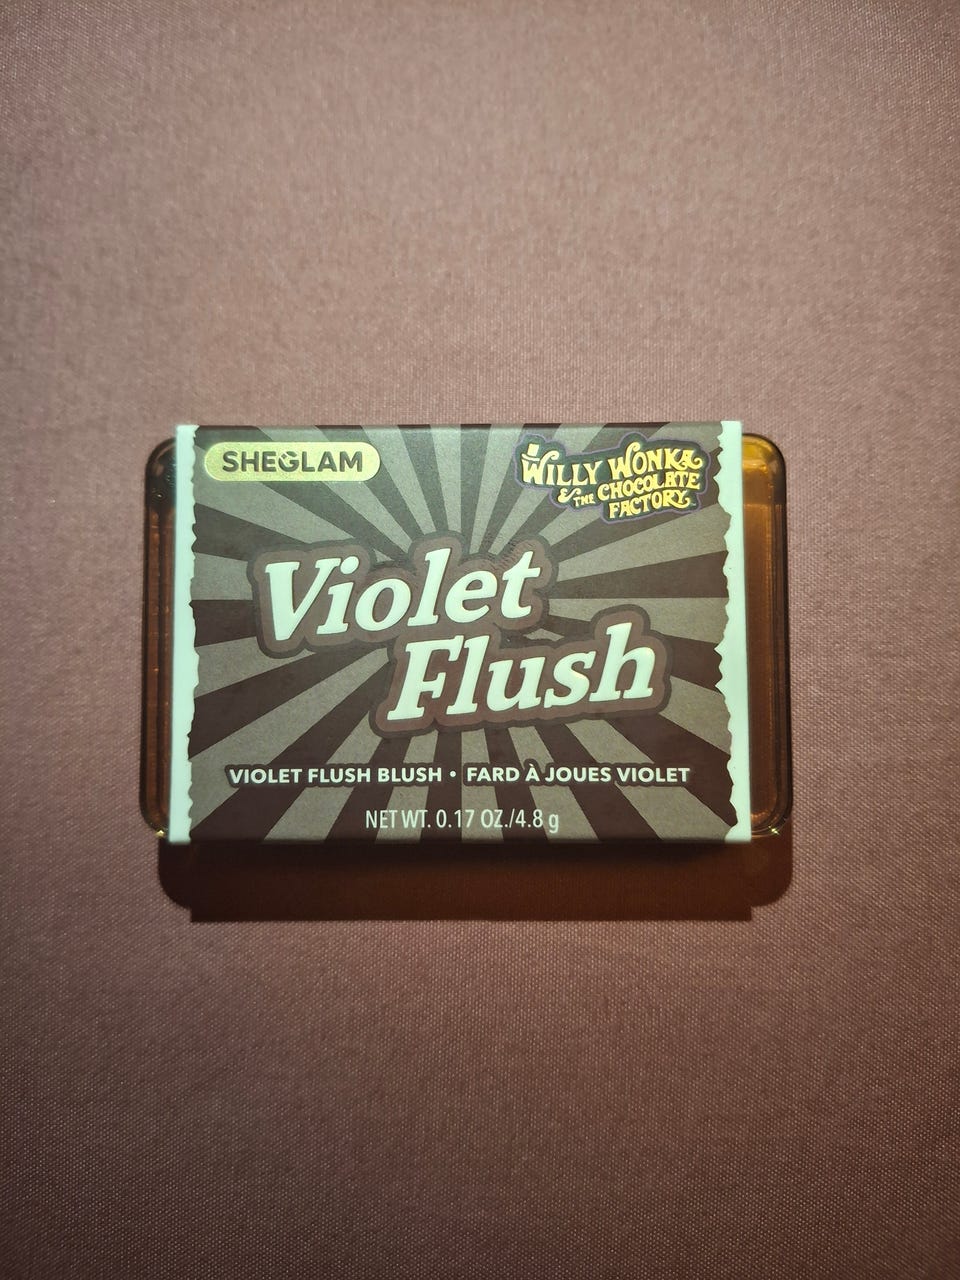 SHEGLAM
WILLY WONKA
& THE CHOCOLATE
FACTORY
Violet
Flush
VIOLET FLUSH BLUSH • FARD À JOUES VIOLET
NET WT. 0.17 OZ./4.8 g